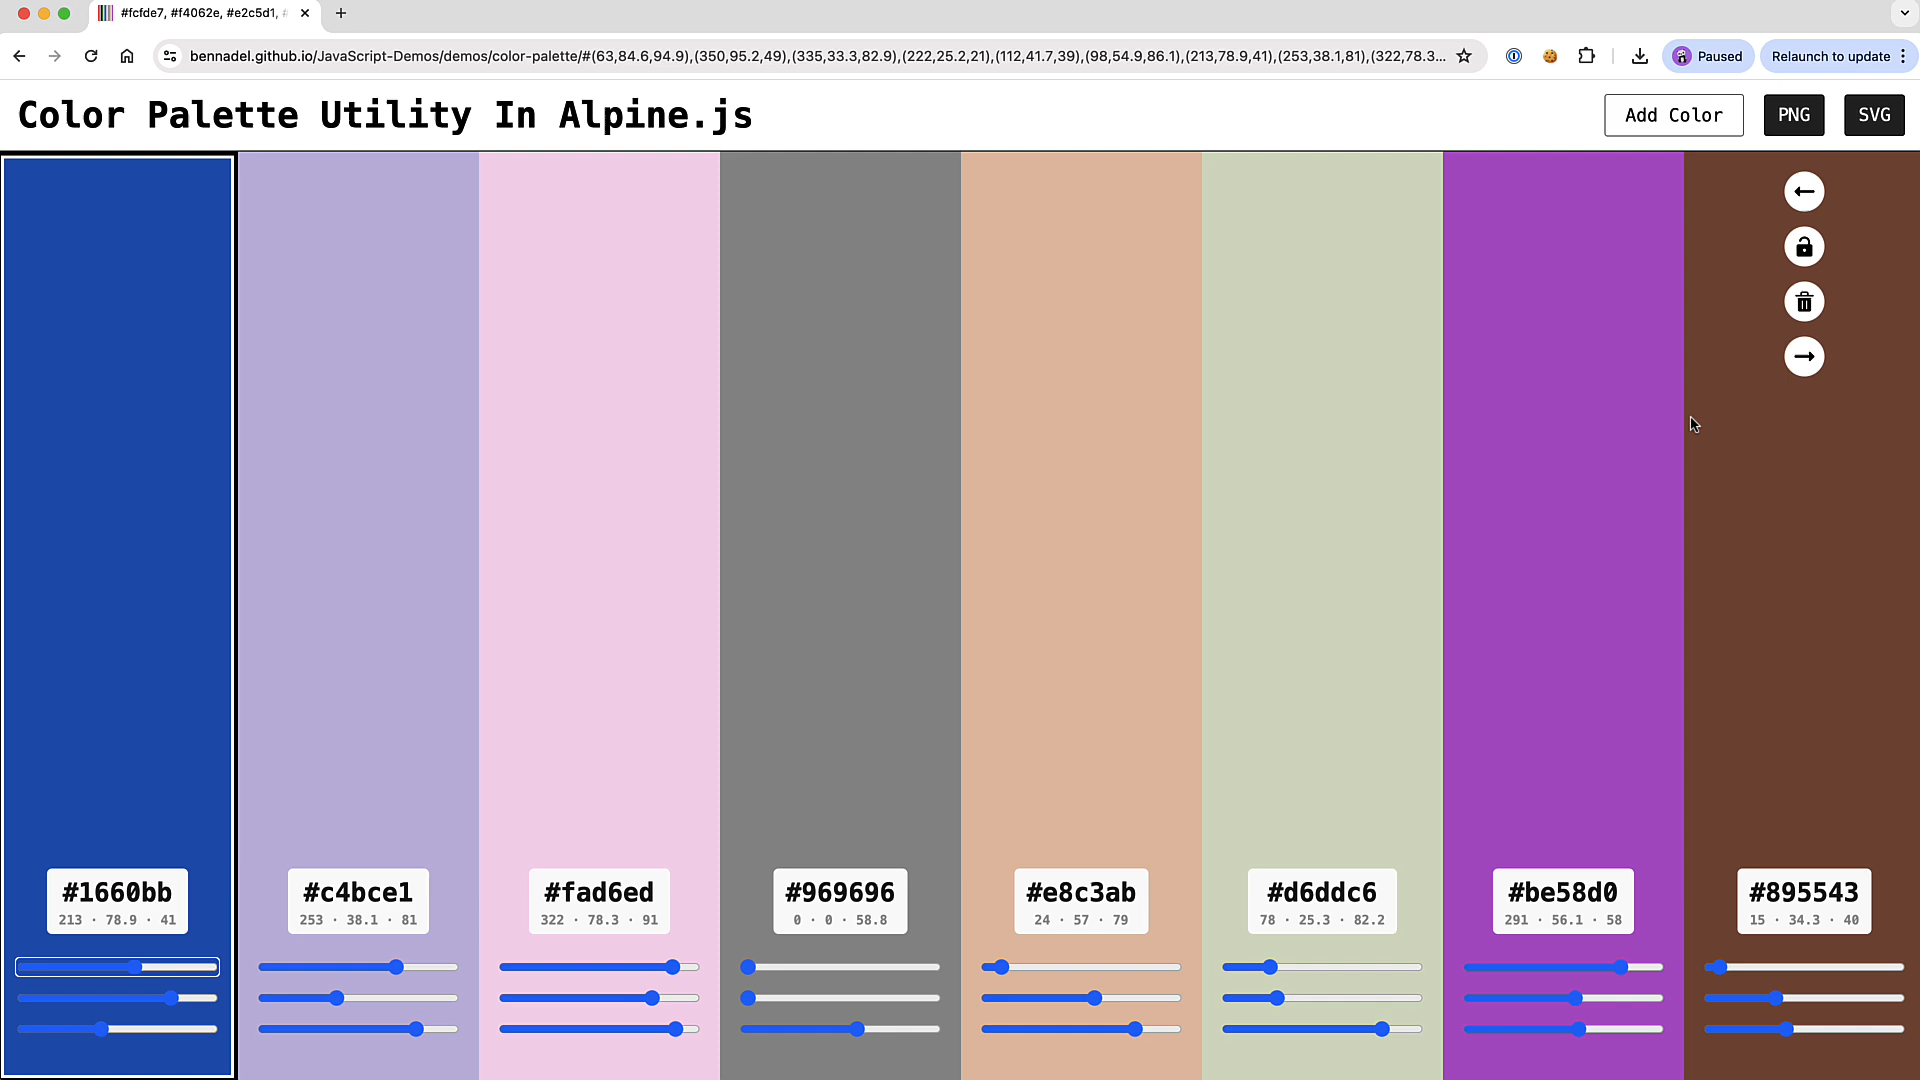 #fcfde7, #f4062e, #e2c5d1,
bennadel.github.io/JavaScript-Demos/demos/color-palette/#(63,84.6,94.9),(350,95.2,49),(335,33.3,82.9),(222,25.2,21),(112,41.7,39),(98,54.9,86.1),(213,78.9,41),(253,38.1,81),(322,78.3...
Paused
Relaunch to update
Color Palette Utility In Alpine.js
Add Color
PNG
SVG
#1660bb
213 · 78.9 · 41
#c4bce1
253 · 38.1 · 81
#fad6ed
322 · 78.3 · 91
#969696
0 · 0 · 58.8
#e8c3ab
24 · 57 · 79
#d6ddc6
78 · 25.3 · 82.2
#be58d0
291 · 56.1 · 58
#895543
15 · 34.3 · 40